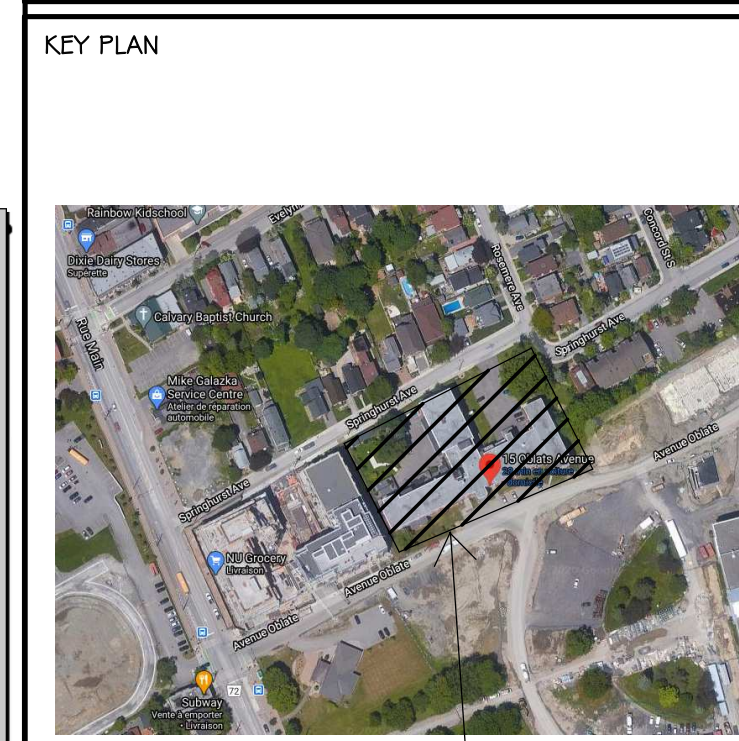 KEY PLAN
Rainbow Kidschool
Evelyn
Dixie Dairy Stores
Supérette
Concord St S
Rosemere Ave
Calvary Baptist Church
Rue Main
Springhurst Ave
Mike Galazka
Service Centre
Atelier de réparation
automobile
Springhurst Ave
Avenue Oblate
15 Oblats Avenue
Springhurst Ave
NU Grocery
Livraison
Avenue Oblate
Avenue Oblate
72
Subway
Vente à emporter
• Livraison